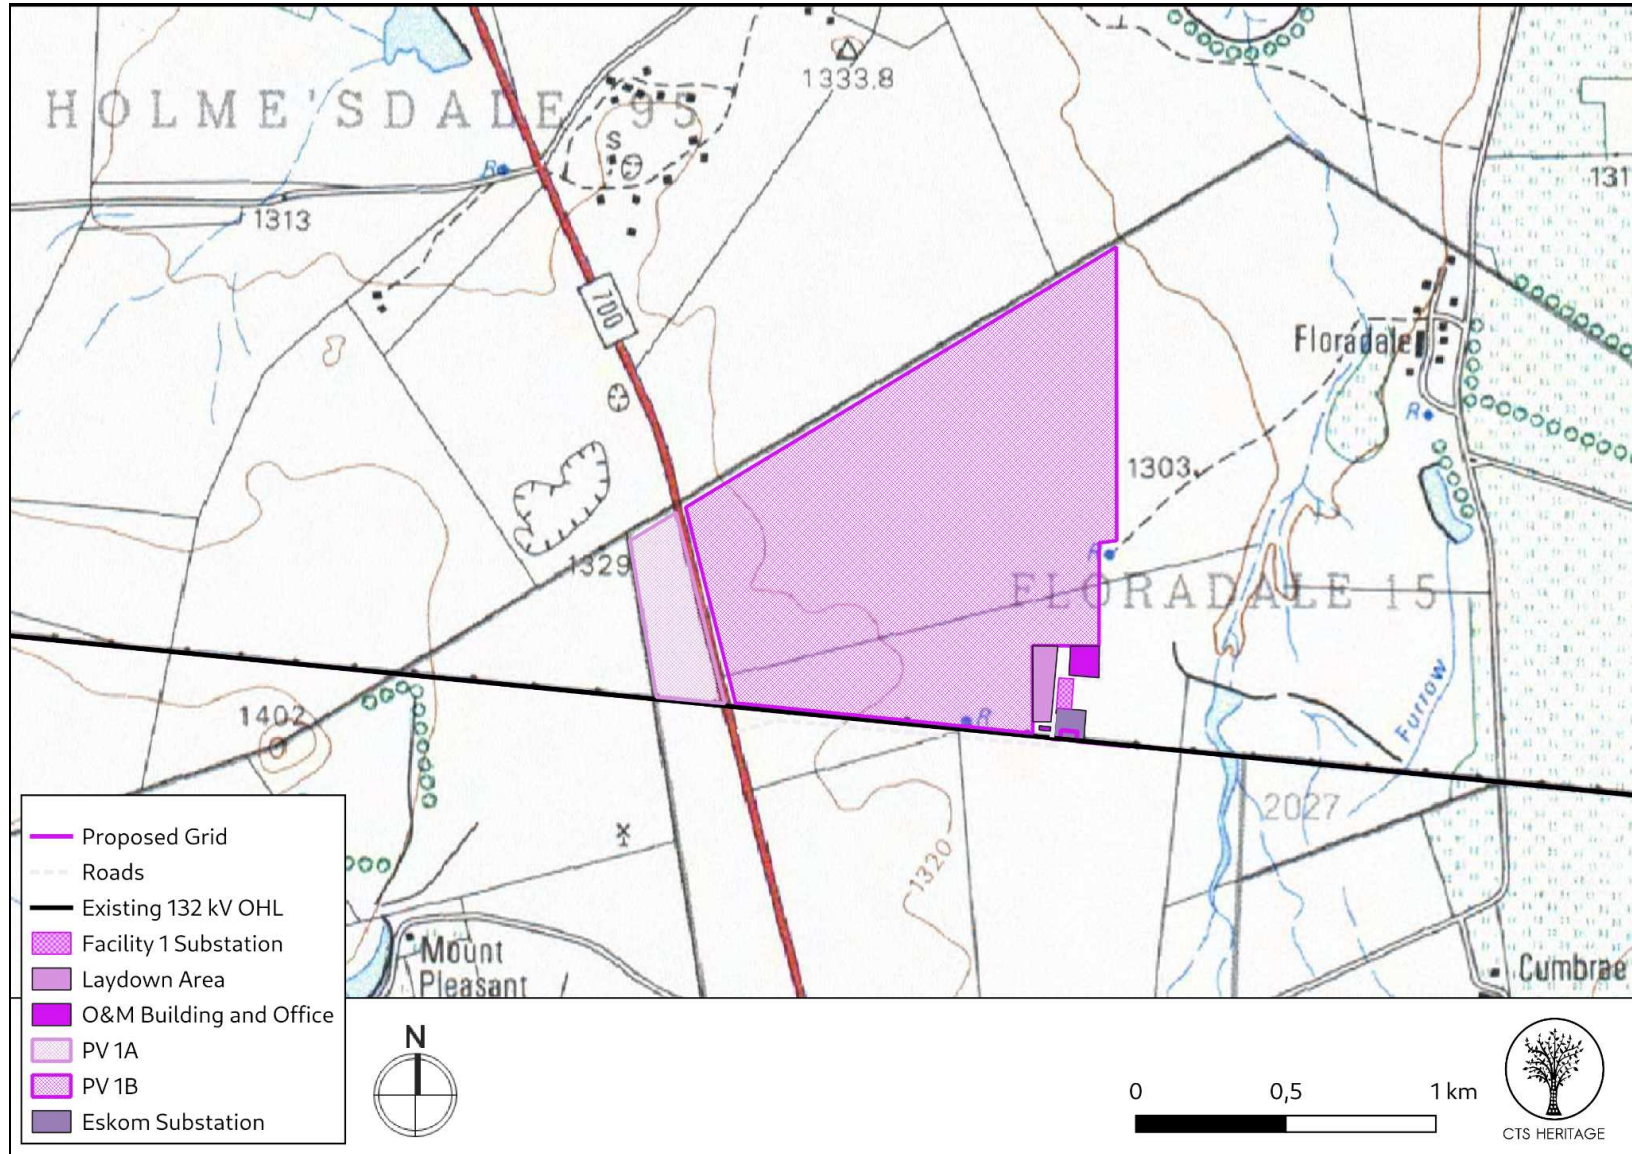 1333.8
HOLME'SDALE 95
S
R
1317
1313
700
Floradale
R
1303
R
1329
FLORADALE 15
Furrow
1402
R
2027
1320
Mount
Pleasant
Cumbrae
Proposed Grid
Roads
Existing 132 kV OHL
Facility 1 Substation
Laydown Area
O&M Building and Office
PV 1A
PV 1B
Eskom Substation
N
0 0,5 1 km
CTS HERITAGE